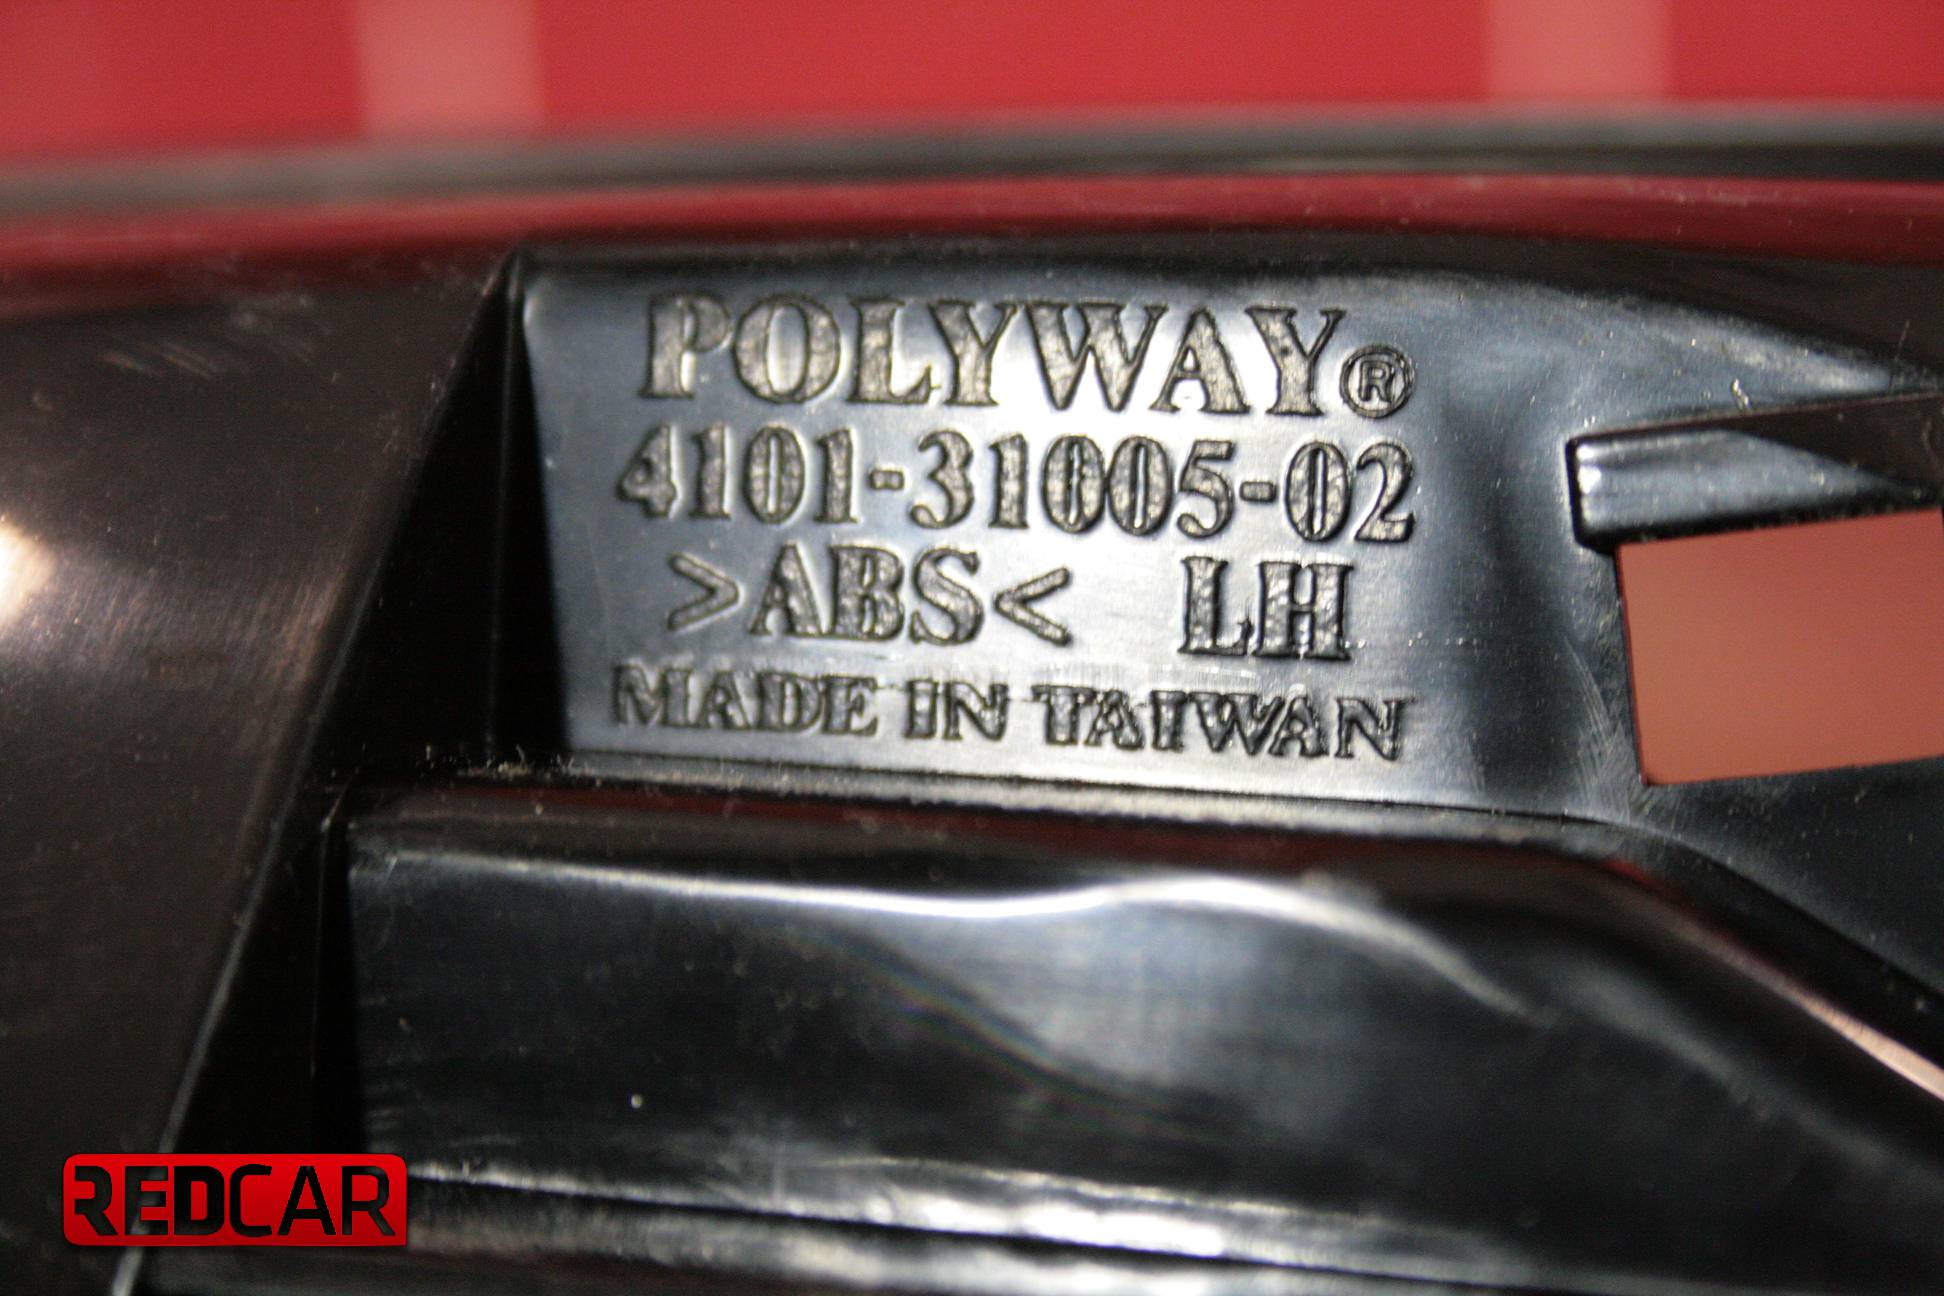 POLYWAY®
4101-31005-02
>ABS< LH
MADE IN TAIWAN
REDCAR